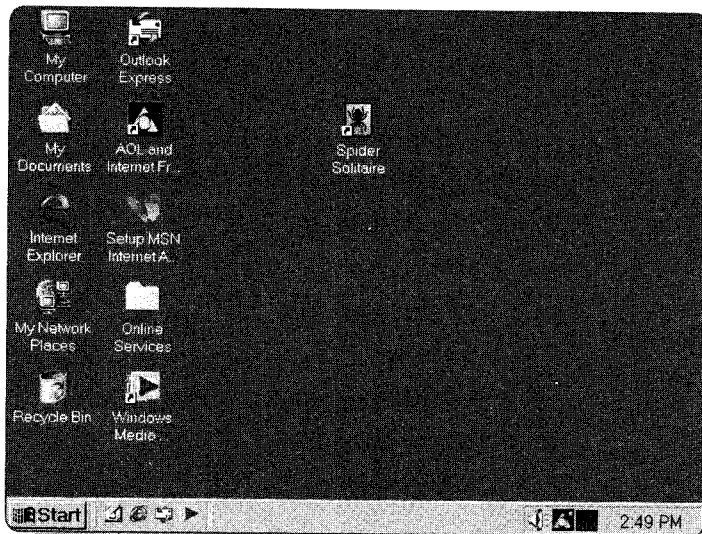 My
Computer
Outlook
Express
My
Documents
AOL and
Internet Fr...
Spider
Solitaire
Internet
Explorer
Setup MSN
Internet A...
My Network
Places
Online
Services
Recycle Bin
Windows
Media ...
Start
2:49 PM